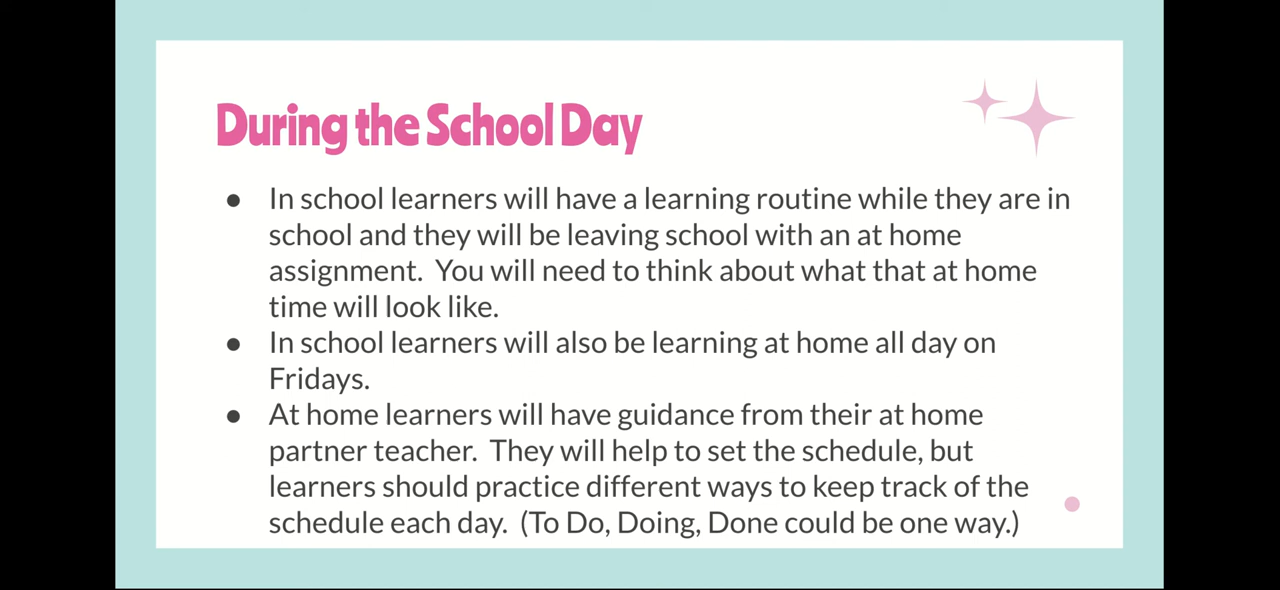 During the School Day
● In school learners will have a learning routine while they are in
school and they will be leaving school with an at home
assignment.  You will need to think about what that at home
time will look like.
● In school learners will also be learning at home all day on
Fridays.
● At home learners will have guidance from their at home
partner teacher.  They will help to set the schedule, but
learners should practice different ways to keep track of the
schedule each day.  (To Do, Doing, Done could be one way.)